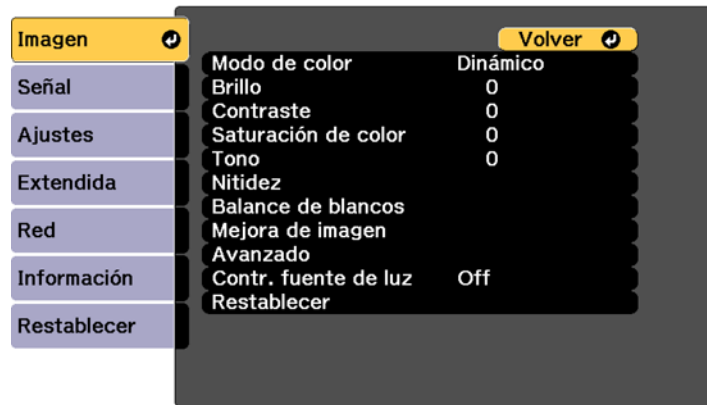 Imagen
Señal
Ajustes
Extendida
Red
Información
Restablecer
Volver
Modo de color Dinámico
Brillo 0
Contraste 0
Saturación de color 0
Tono 0
Nitidez
Balance de blancos
Mejora de imagen
Avanzado
Contr. fuente de luz Off
Restablecer